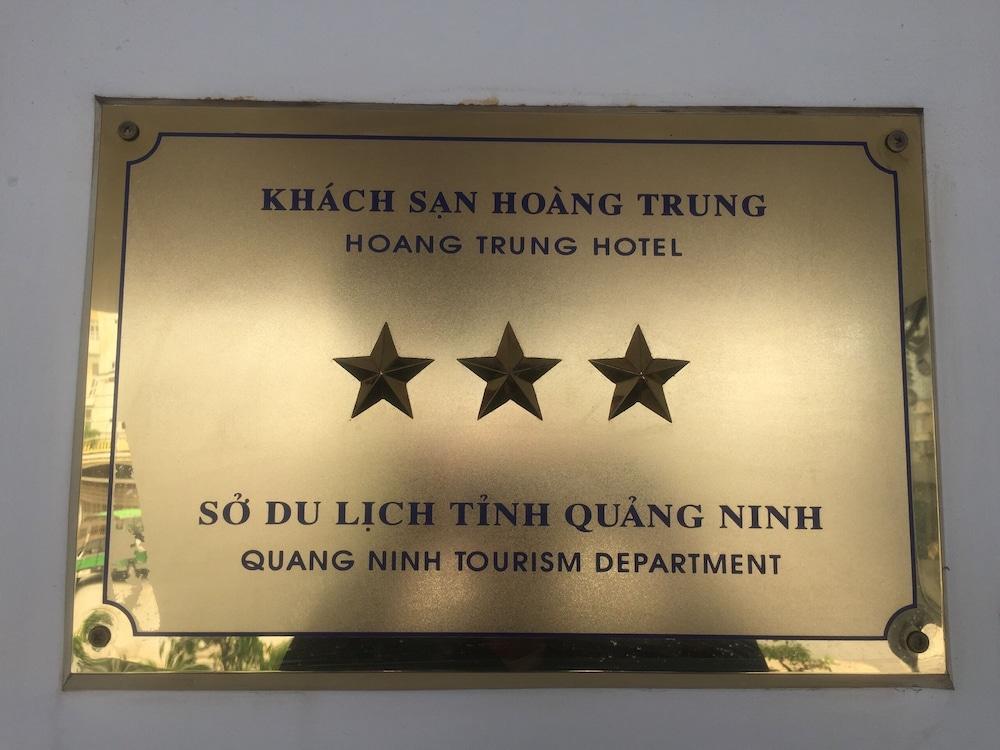 KHÁCH SẠN HOÀNG TRUNG
HOANG TRUNG HOTEL
SỞ DU LỊCH TỈNH QUẢNG NINH
QUANG NINH TOURISM DEPARTMENT